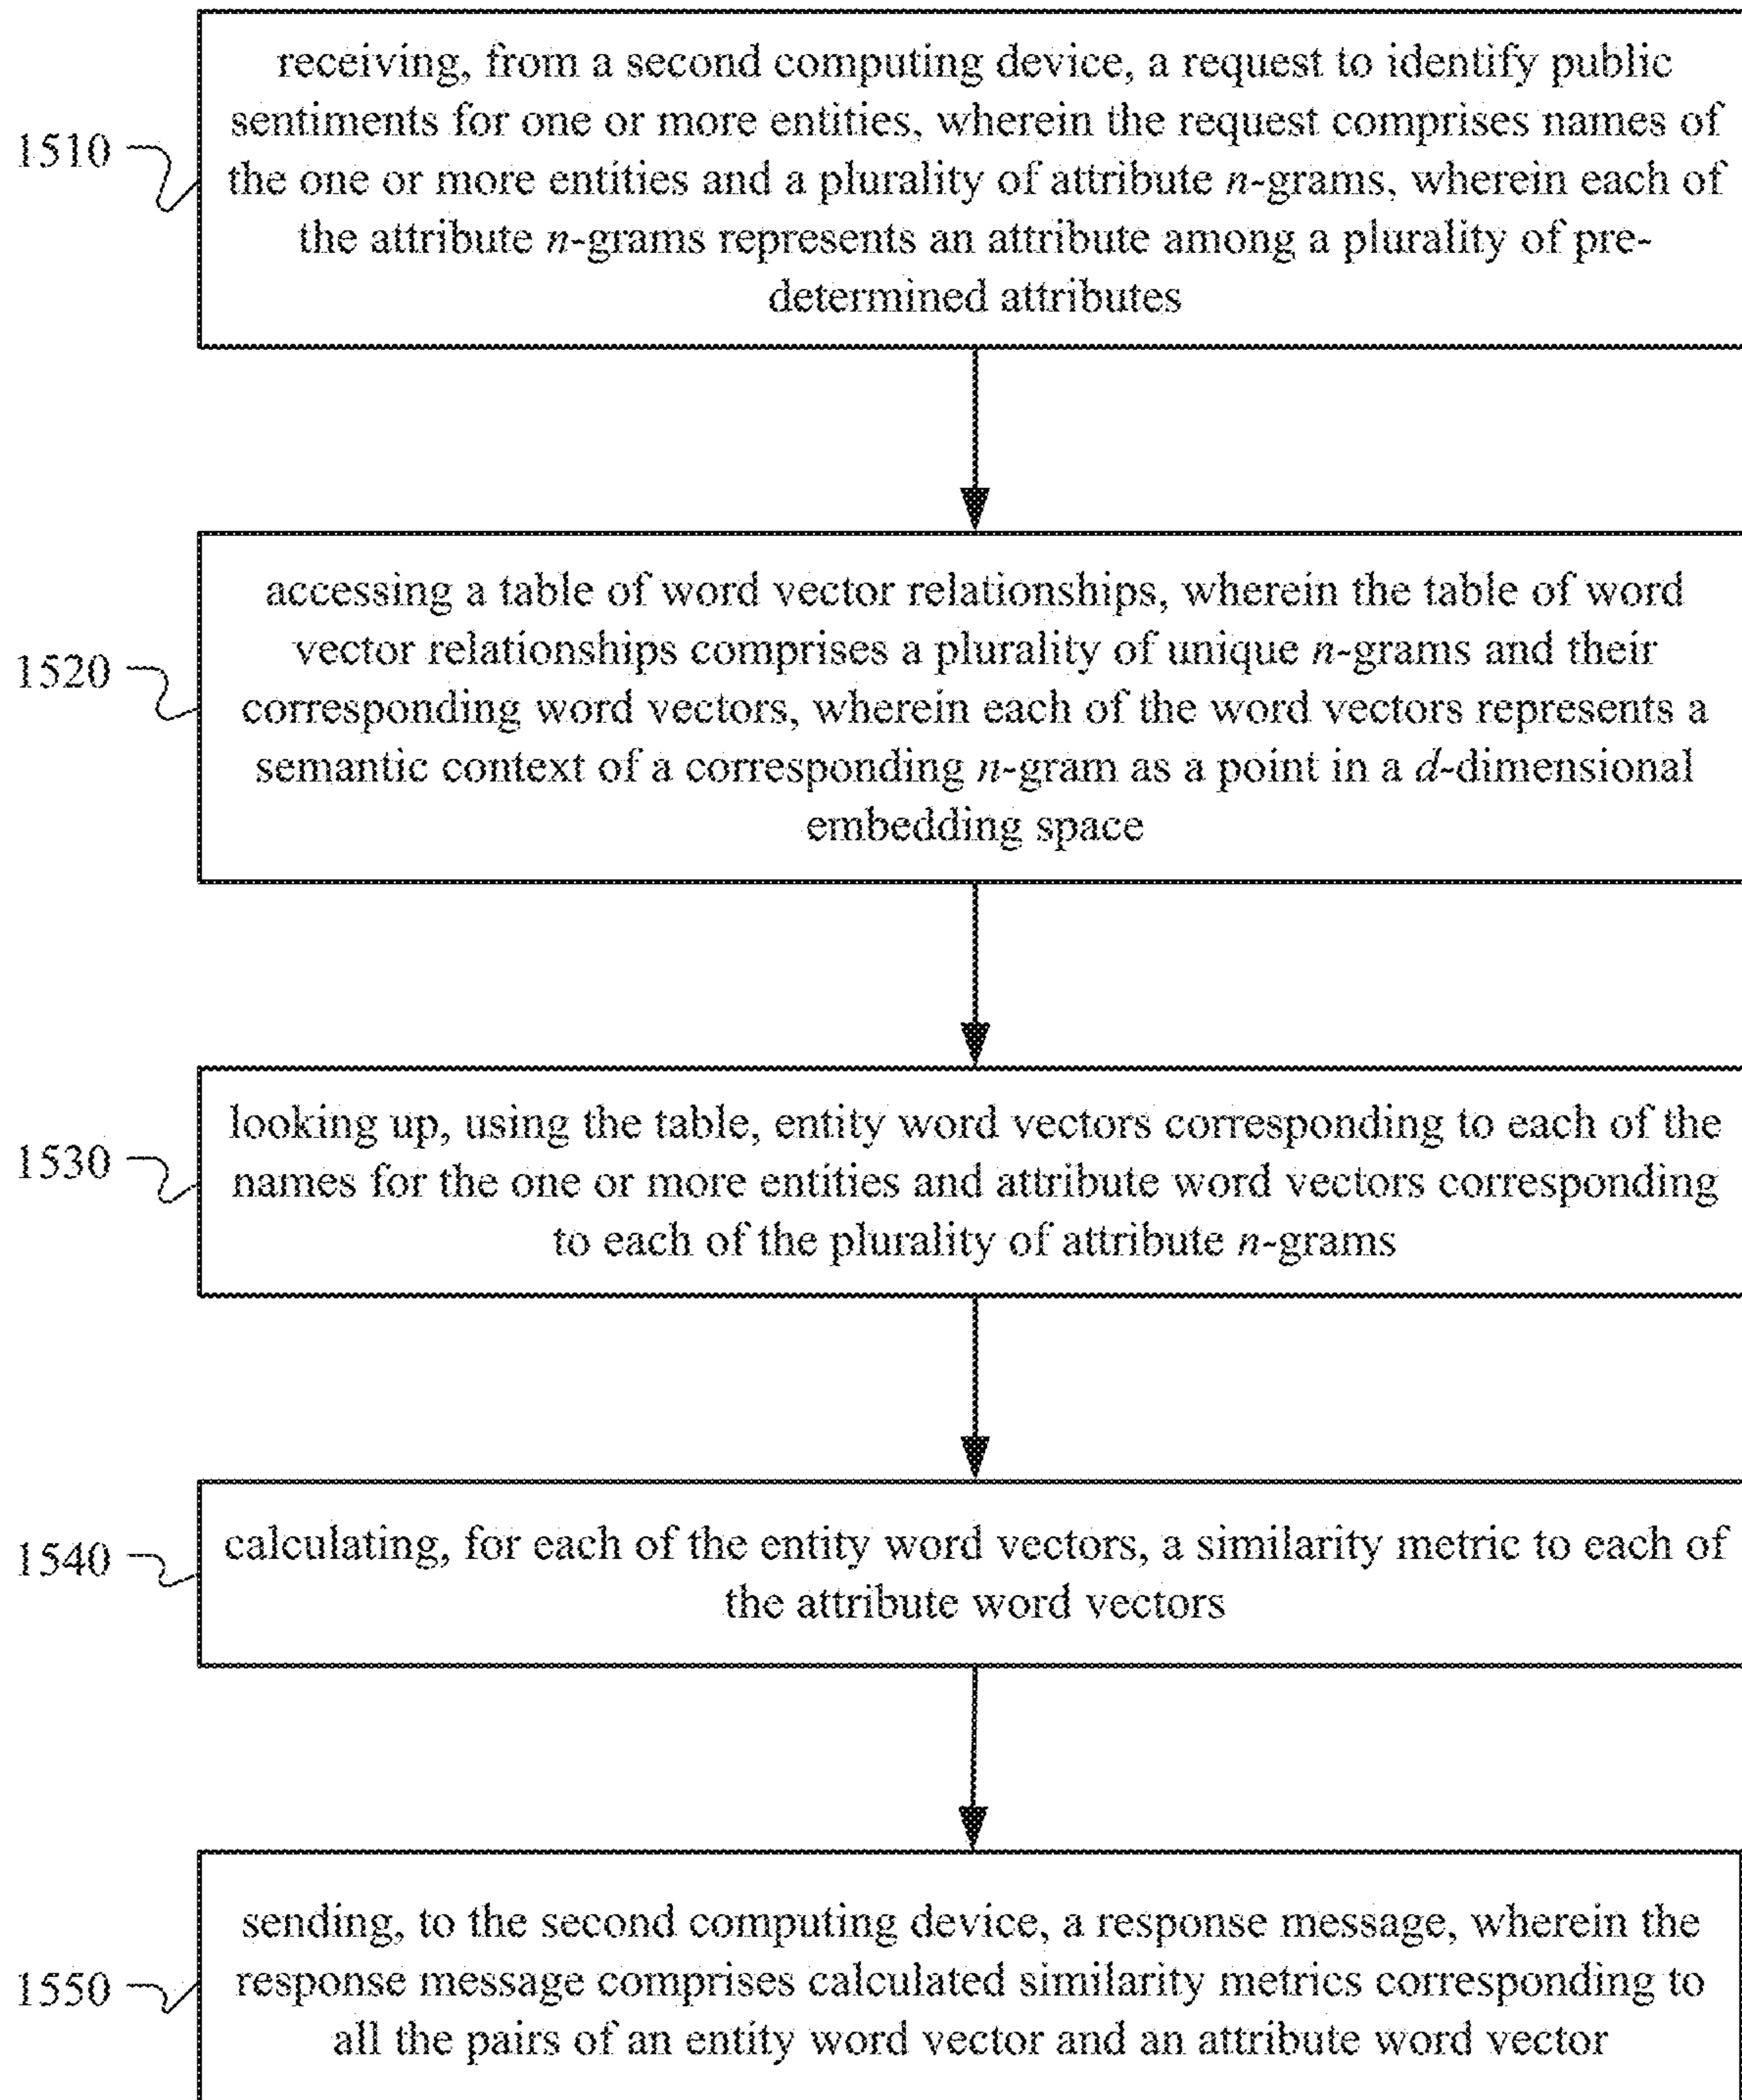 1510
receiving, from a second computing device, a request to identify public
sentiments for one or more entities, wherein the request comprises names of
the one or more entities and a plurality of attribute n-grams, wherein each of
the attribute n-grams represents an attribute among a plurality of pre-
determined attributes
1520
accessing a table of word vector relationships, wherein the table of word
vector relationships comprises a plurality of unique n-grams and their
corresponding word vectors, wherein each of the word vectors represents a
semantic context of a corresponding n-gram as a point in a d-dimensional
embedding space
1530
looking up, using the table, entity word vectors corresponding to each of the
names for the one or more entities and attribute word vectors corresponding
to each of the plurality of attribute n-grams
1540
calculating, for each of the entity word vectors, a similarity metric to each of
the attribute word vectors
1550
sending, to the second computing device, a response message, wherein the
response message comprises calculated similarity metrics corresponding to
all the pairs of an entity word vector and an attribute word vector